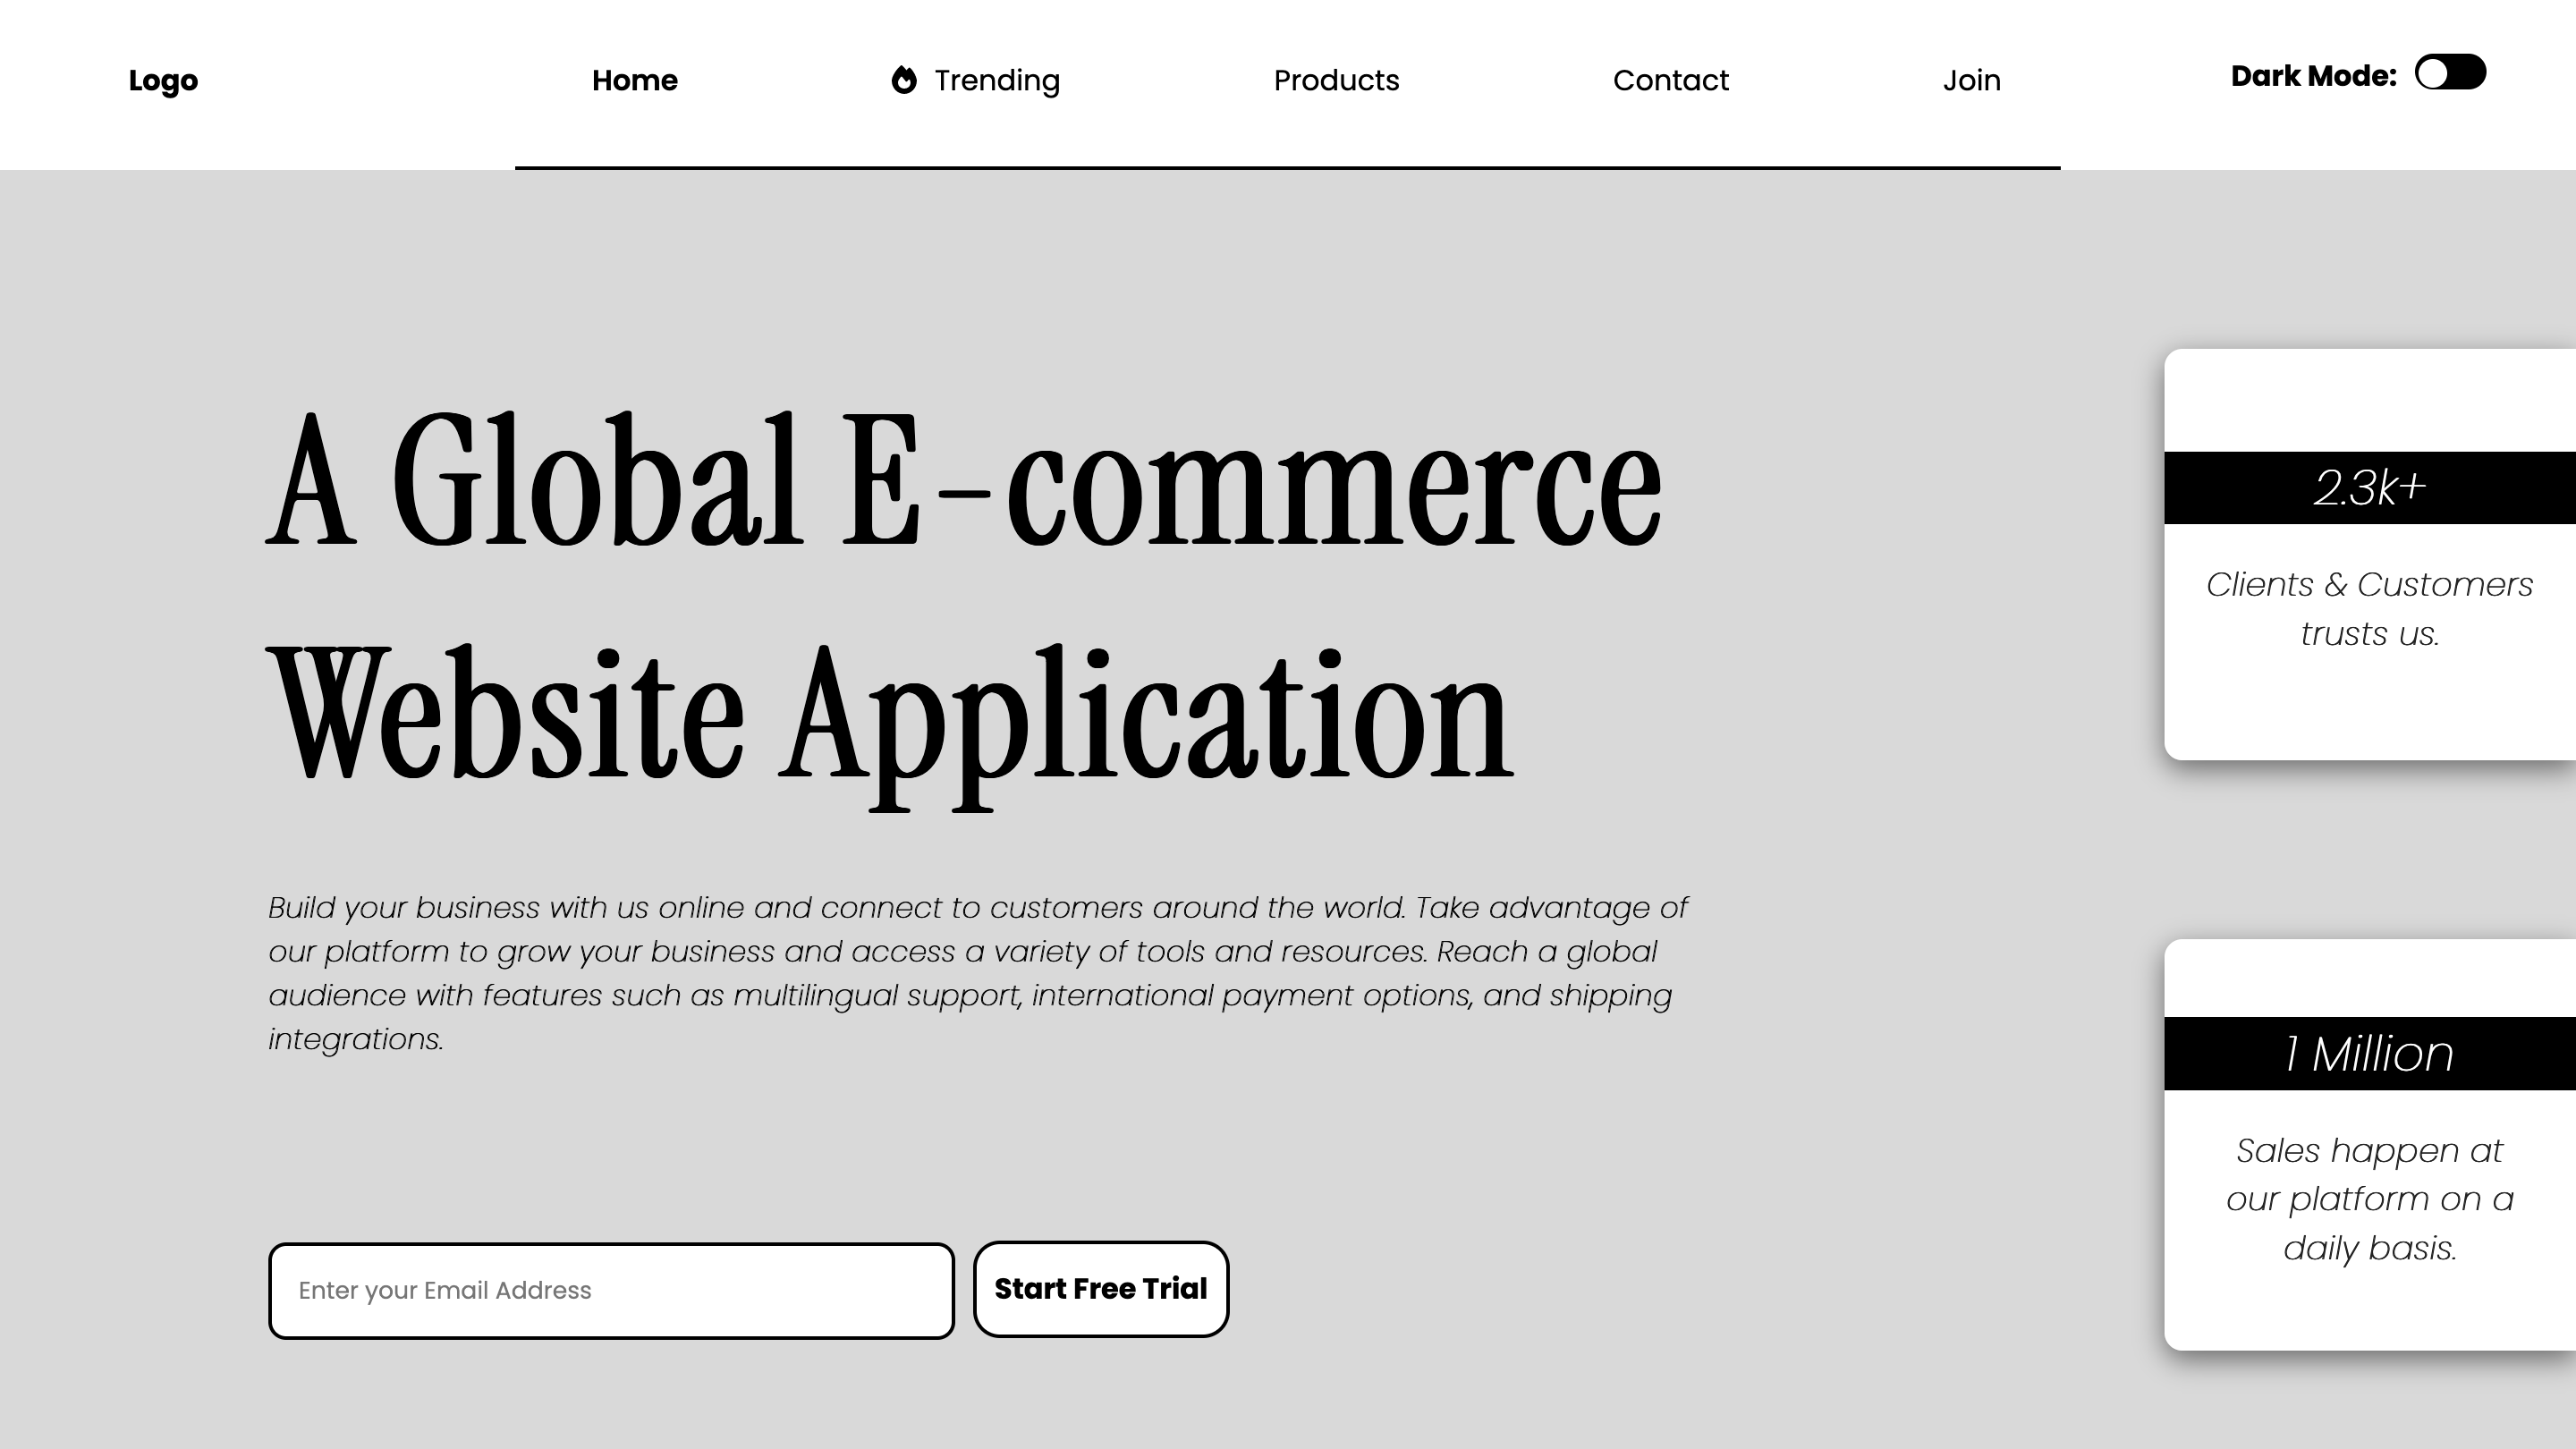 Logo
Home
Trending
Products
Contact
Join
Dark Mode:
A Global E-commerce
Website Application
Build your business with us online and connect to customers around the world. Take advantage of
our platform to grow your business and access a variety of tools and resources. Reach a global
audience with features such as multilingual support, international payment options, and shipping
integrations.
Enter your Email Address
Start Free Trial
2.3k+
Clients & Customers
trusts us.
1 Million
Sales happen at
our platform on a
daily basis.